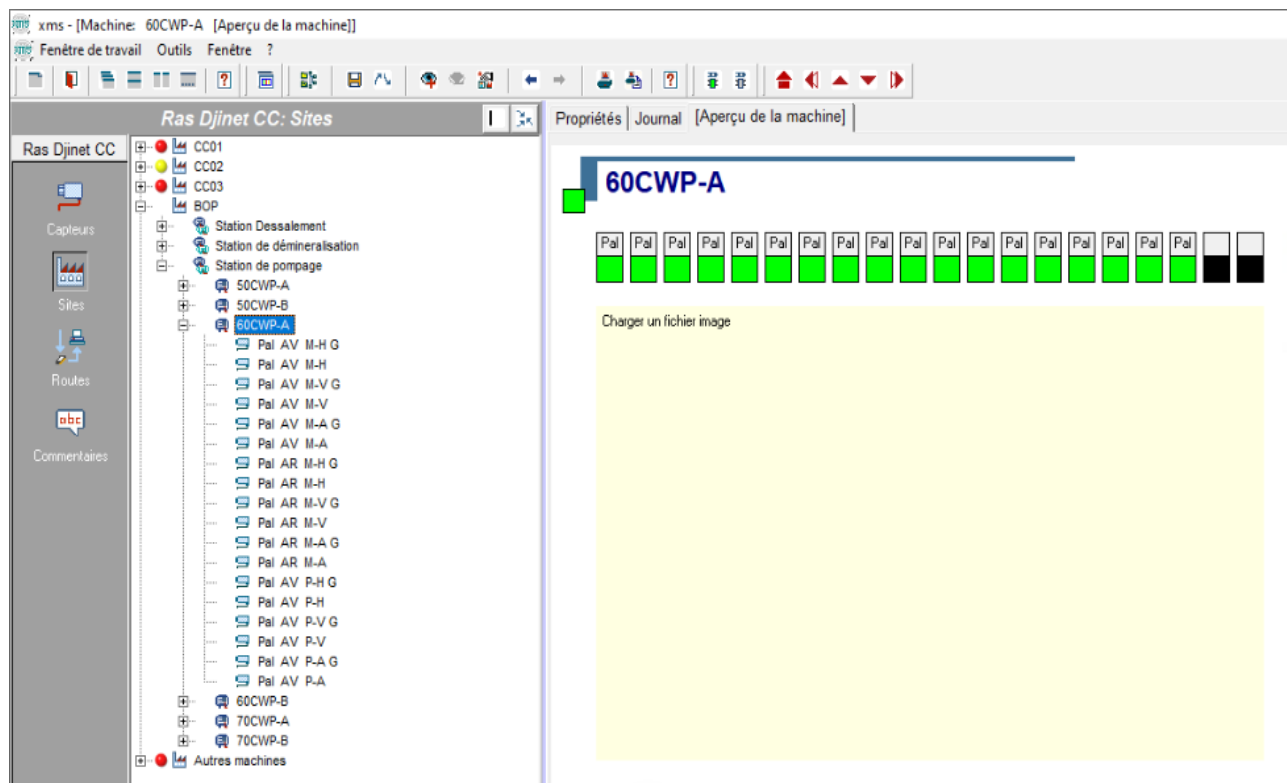 xms - [Machine: 60CWP-A [Aperçu de la machine]]
Fenêtre de travail Outils Fenêtre ?
Ras Djinet CC: Sites
Propriétés Journal [Aperçu de la machine]
Ras Djinet CC
Capteurs
Sites
Routes
abc
Commentaires
CC01
CC02
CC03
BOP
Station Dessalement
Station de démineralisation
Station de pompage
50CWP-A
50CWP-B
60CWP-A
Pal AV M-H G
Pal AV M-H
Pal AV M-V G
Pal AV M-V
Pal AV M-A G
Pal AV M-A
Pal AR M-H G
Pal AR M-H
Pal AR M-V G
Pal AR M-V
Pal AR M-A G
Pal AR M-A
Pal AV P-H G
Pal AV P-H
Pal AV P-V G
Pal AV P-V
Pal AV P-A G
Pal AV P-A
60CWP-B
70CWP-A
70CWP-B
Autres machines
60CWP-A
Pal Pal Pal Pal Pal Pal Pal Pal Pal Pal Pal Pal Pal Pal Pal Pal Pal Pal
Charger un fichier image